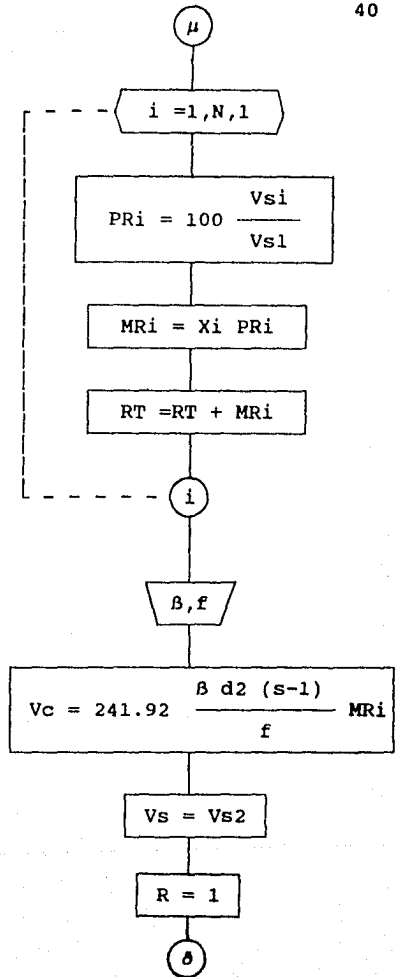 40
μ
i =1,N,1
PRi = 100 Vsi
Vs1
MRi = Xi PRi
RT =RT + MRi
i
ß,f
Vc = 241.92 ß d2 (s-1) MRi
f
Vs = Vs2
R = 1